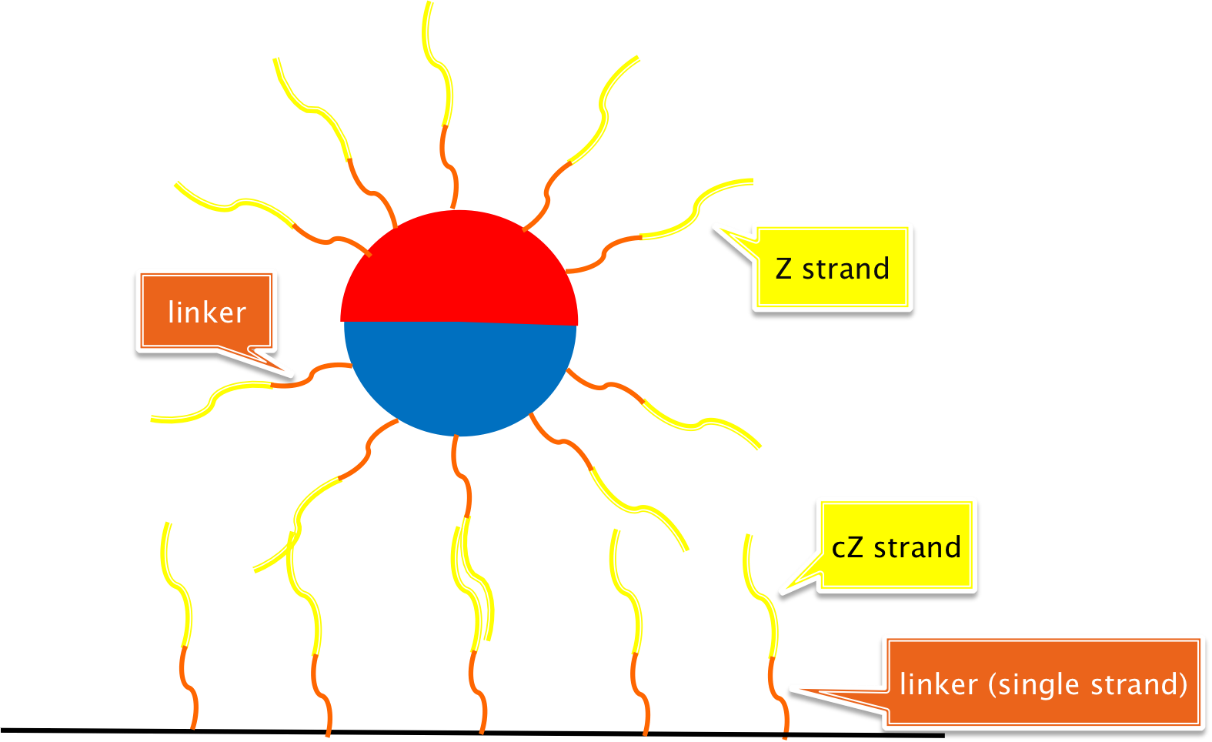 Z strand
linker
cZ strand
linker (single strand)